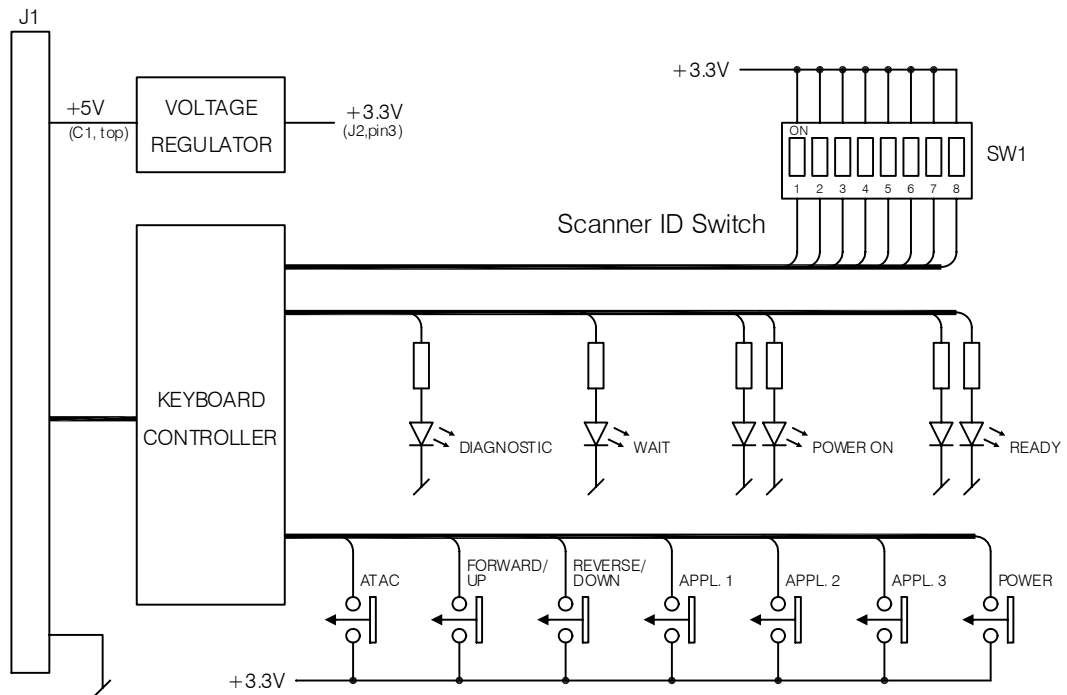 J1
+5V
(C1, top)
VOLTAGE
REGULATOR
+3.3V
(J2,pin3)
+3.3V
ON
1 2 3 4 5 6 7 8
SW1
Scanner ID Switch
KEYBOARD
CONTROLLER
DIAGNOSTIC
WAIT
POWER ON
READY
ATAC
FORWARD/
UP
REVERSE/
DOWN
APPL. 1
APPL. 2
APPL. 3
POWER
+3.3V